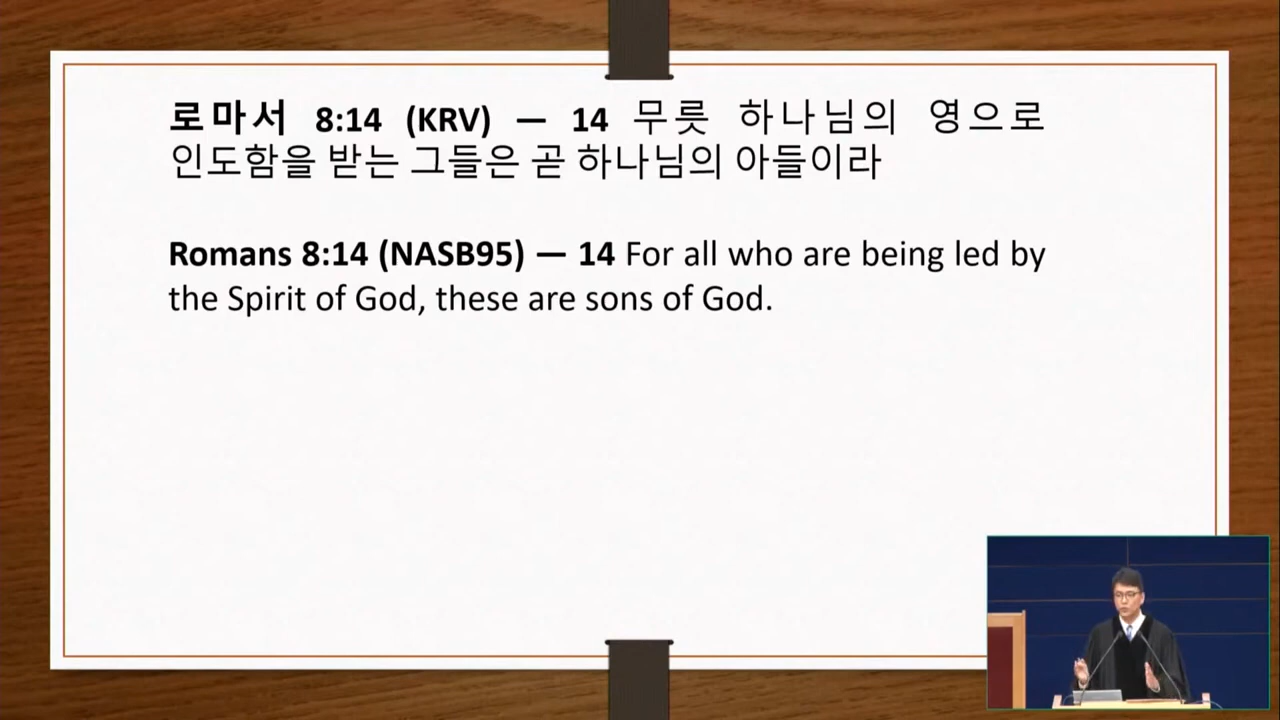 로마서 8:14 (KRV) — 14 무릇 하나님의 영으로
인도함을 받는 그들은 곧 하나님의 아들이라
Romans 8:14 (NASB95) — 14 For all who are being led by
the Spirit of God, these are sons of God.